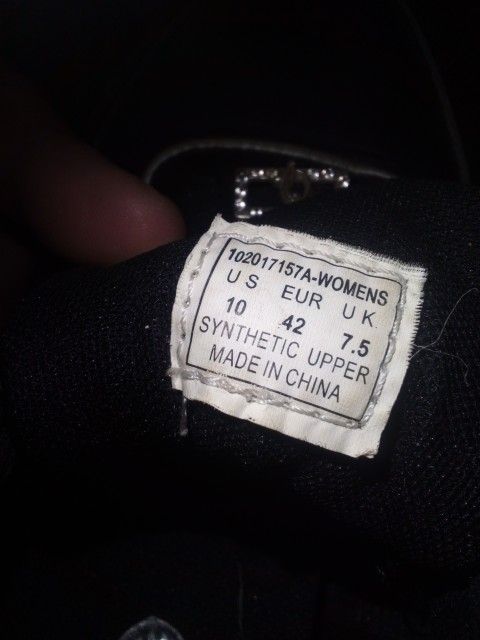 102017157A-WOMENS
US EUR UK
10 42 7.5
SYNTHETIC UPPER
MADE IN CHINA